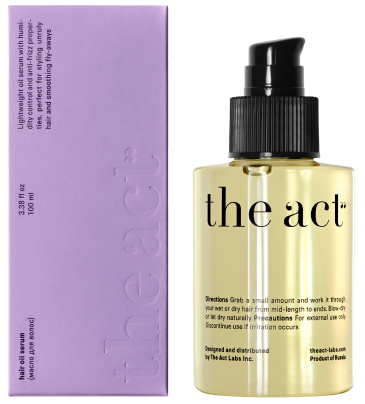 Lightweight oil serum with humi-
dity control and anti-frizz proper-
ties, perfect for styling unruly
hair and smoothing fly-aways
3.38 fl oz
100 ml
the act
hair oil serum
(масло для волос)
the act
Directions Grab a small amount and work it through
your wet or dry hair from mid-length to ends. Blow-dry
or let dry naturally Precautions For external use only
Discontinue use if irritation occurs
Designed and distributed
by The Act Labs Inc.
theact-labs.com
Product of Russia